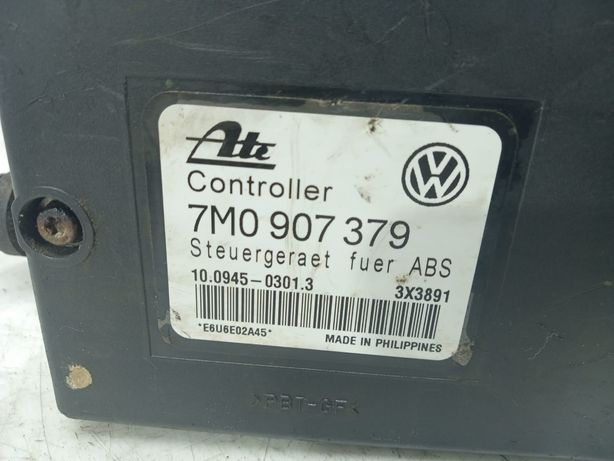 Ate
Controller
VW
7M0 907 379
Steuergeraet fuer ABS
10.0945-0301.3 3X3891
*E6U6E02A45* MADE IN PHILIPPINES
>PBT-GF<